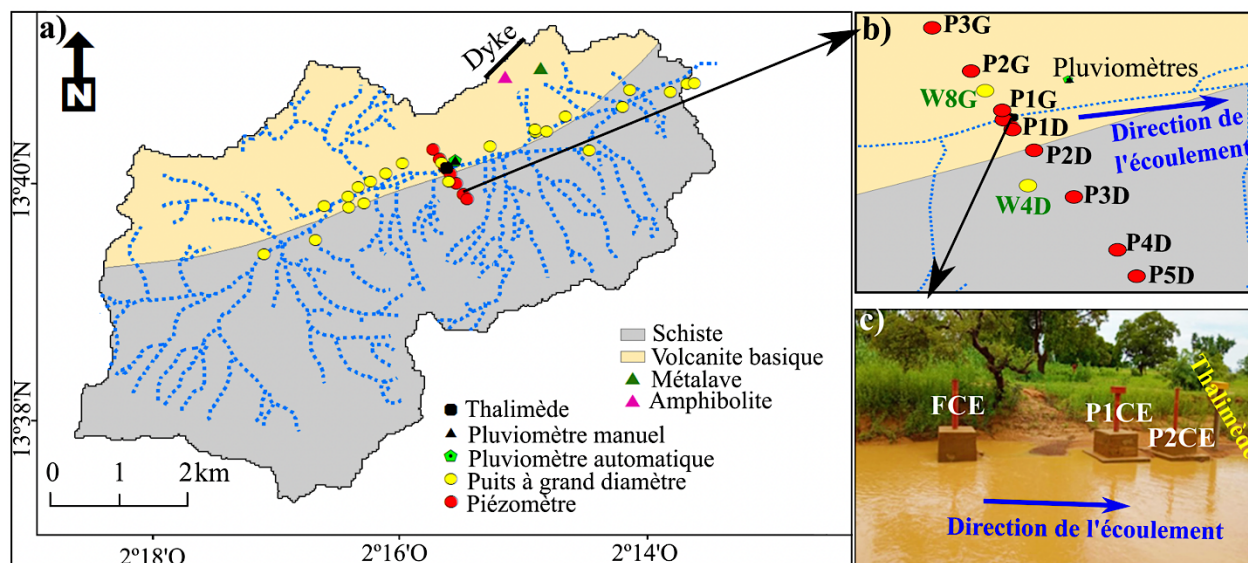 a)
N
Dyke
13°40'N
13°38'N
Schiste
Volcanite basique
Métalave
Amphibolite
Thalimède
Pluviomètre manuel
Pluviomètre automatique
Puits à grand diamètre
Piézomètre
0 1 2 km
2°18'O 2°16'O 2°14'O
b)
P3G
P2G
Pluviomètres
W8G
P1G
P1D
Direction de
l'écoulement
P2D
W4D
P3D
P4D
P5D
c)
Thalimède
FCE
P1CE
P2CE
Direction de l'écoulement